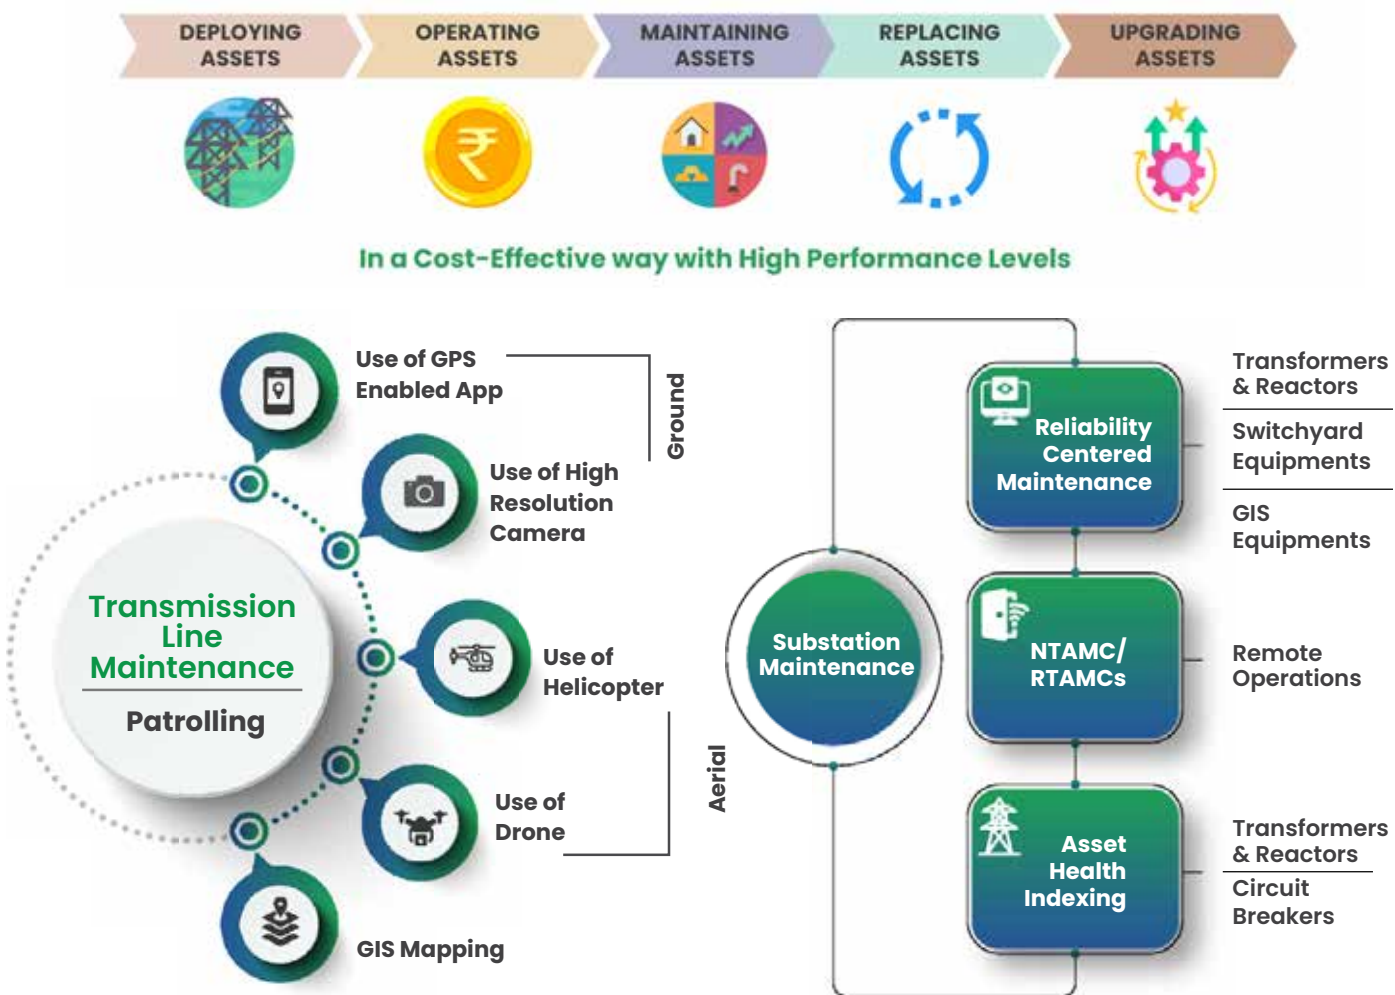 DEPLOYING
ASSETS
OPERATING
ASSETS
MAINTAINING
ASSETS
REPLACING
ASSETS
UPGRADING
ASSETS
₹
In a Cost-Effective way with High Performance Levels
Transmission
Line
Maintenance
Patrolling
Use of GPS
Enabled App
Use of High
Resolution
Camera
Ground
Use of
Helicopter
Use of
Drone
Aerial
GIS Mapping
Substation
Maintenance
Reliability
Centered
Maintenance
Transformers
& Reactors
Switchyard
Equipments
GIS
Equipments
NTAMC/
RTAMCs
Remote
Operations
Asset
Health
Indexing
Transformers
& Reactors
Circuit
Breakers